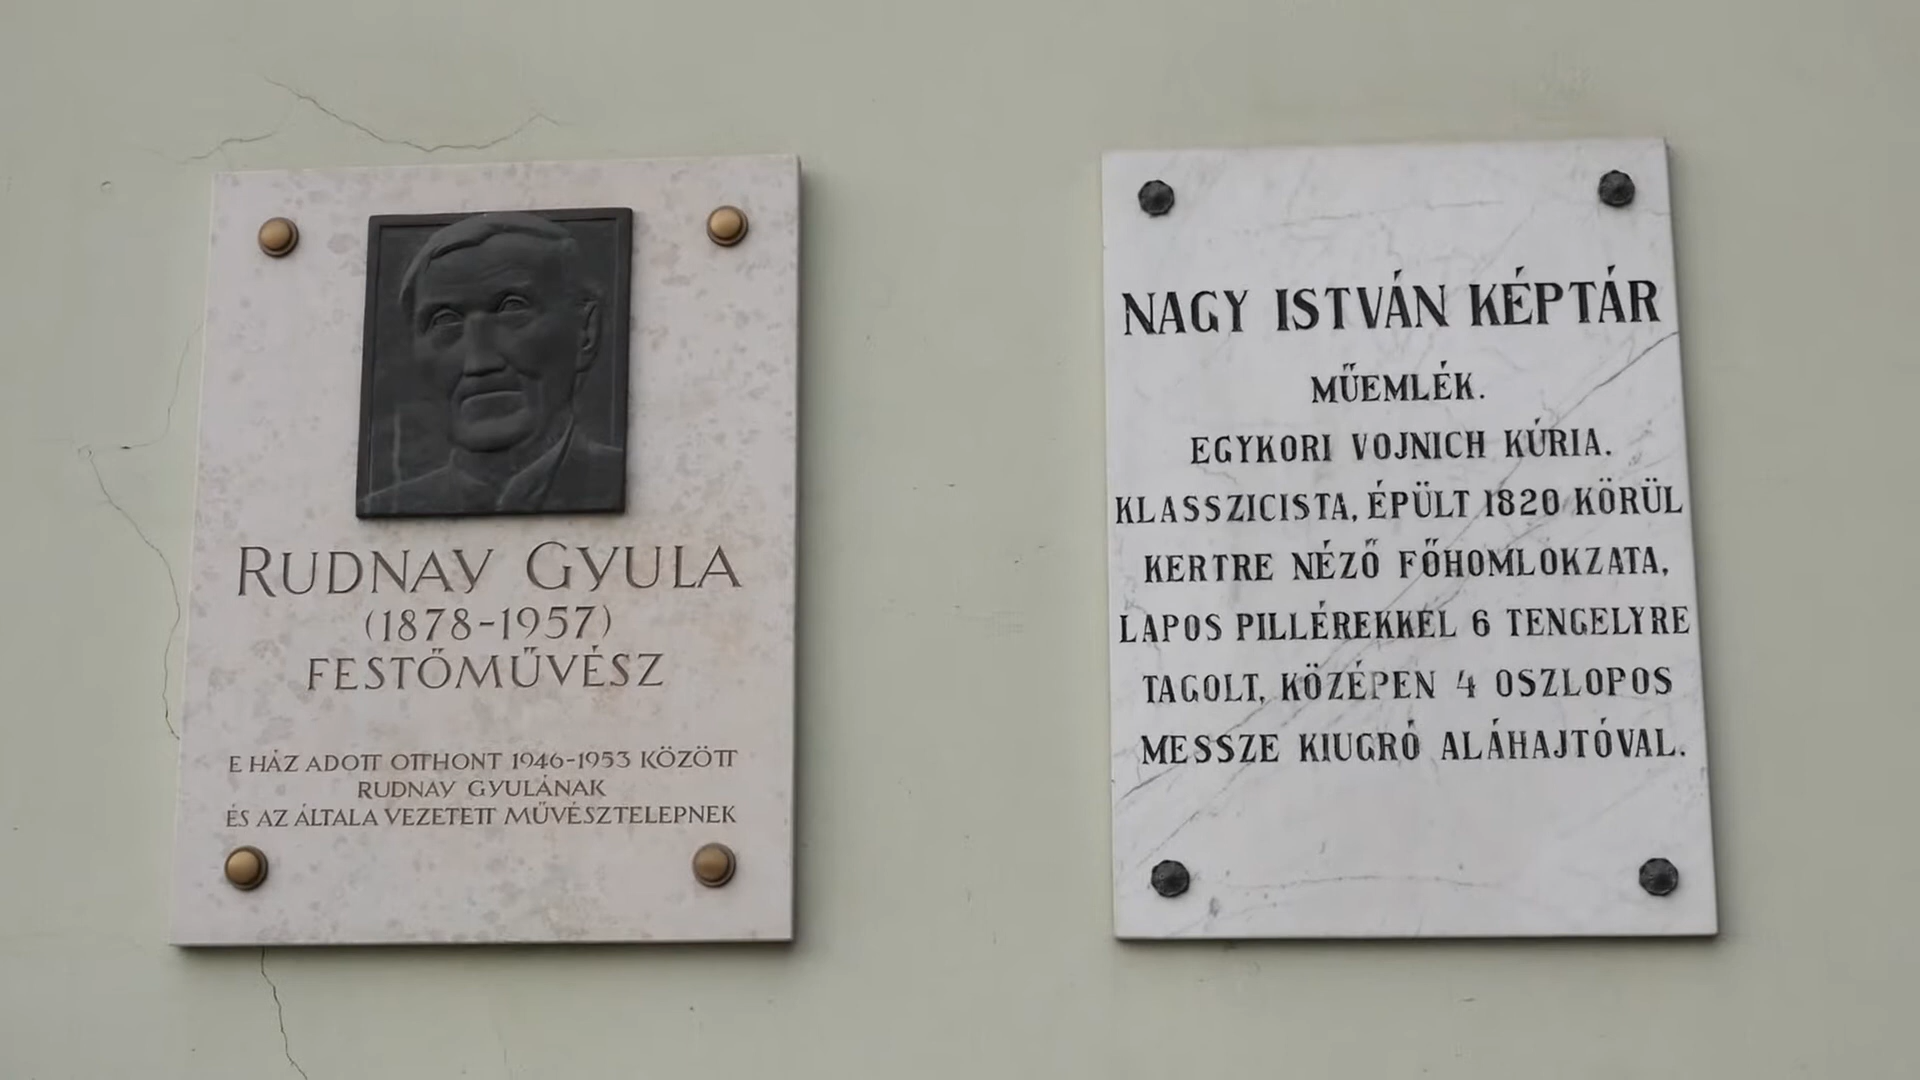 RUDNAY GYULA
(1878-1957)
FESTŐMŰVÉSZ
E HÁZ ADOTT OTTHONT 1946-1953 KÖZÖTT
RUDNAY GYULÁNAK
ÉS AZ ÁLTALA VEZETETT MŰVÉSZTELEPNEK
NAGY ISTVÁN KÉPTÁR
MŰEMLÉK.
EGYKORI VOJNICH KÚRIA.
KLASSZICISTA, ÉPÜLT 1820 KÖRÜL
KERTRE NÉZŐ FŐHOMLOKZATA,
LAPOS PILLÉREKKEL 6 TENGELYRE
TAGOLT, KÖZÉPEN 4 OSZLOPOS
MESSZE KIUGRÓ ALÁHAJTÓVAL.